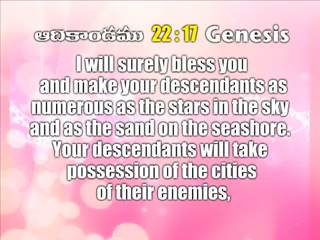 ఆదికాండము 22 : 17 Genesis
I will surely bless you
and make your descendants as
numerous as the stars in the sky
and as the sand on the seashore.
Your descendants will take
possession of the cities
of their enemies,